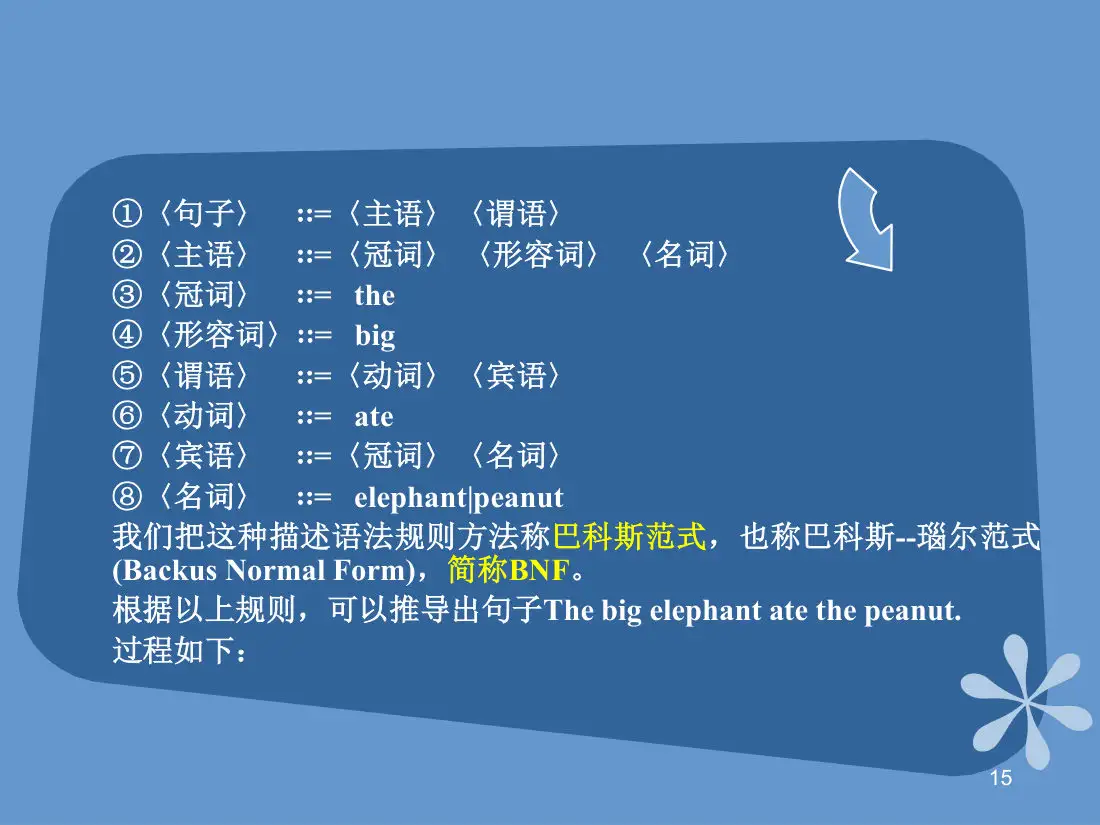 ①〈句子〉 ::=〈主语〉〈谓语〉
②〈主语〉 ::=〈冠词〉 〈形容词〉 〈名词〉
③〈冠词〉 ::= the
④〈形容词〉::= big
⑤〈谓语〉 ::=〈动词〉〈宾语〉
⑥〈动词〉 ::= ate
⑦〈宾语〉 ::=〈冠词〉〈名词〉
⑧〈名词〉 ::= elephant|peanut
我们把这种描述语法规则方法称巴科斯范式，也称巴科斯--瑙尔范式
(Backus Normal Form)，简称BNF。
根据以上规则，可以推导出句子The big elephant ate the peanut.
过程如下：
15